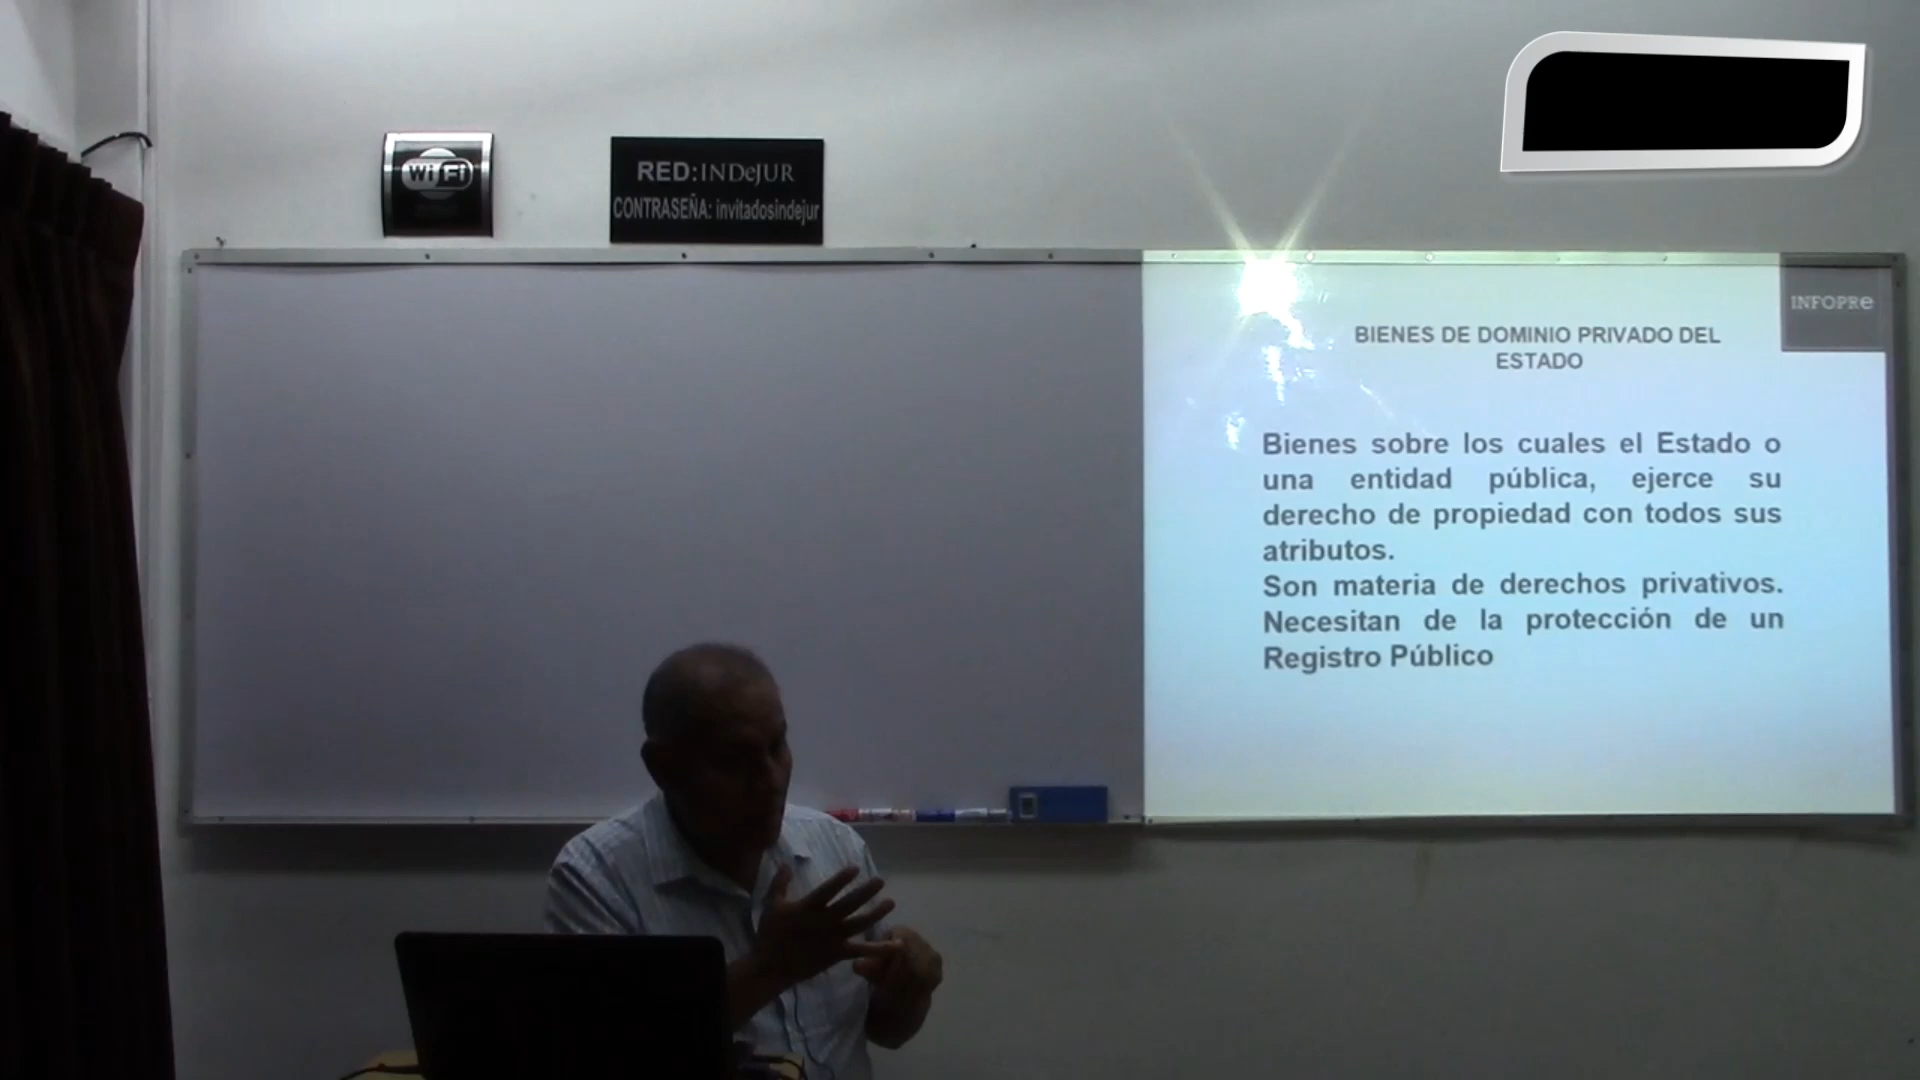 Wi Fi
RED:INDeJUR
CONTRASEÑA: invitadosindejur
INFOPRe
BIENES DE DOMINIO PRIVADO DEL
ESTADO
Bienes sobre los cuales el Estado o
una entidad pública, ejerce su
derecho de propiedad con todos sus
atributos.
Son materia de derechos privativos.
Necesitan de la protección de un
Registro Público